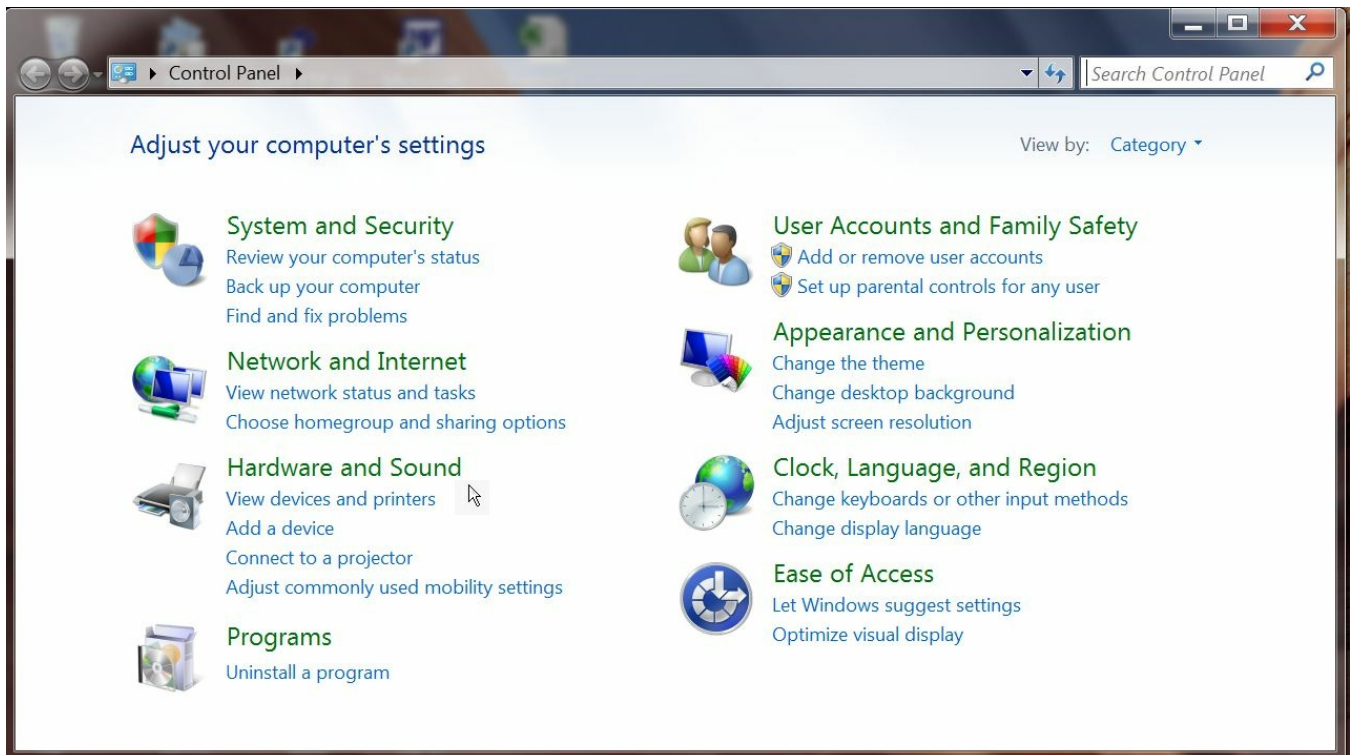 Control Panel
Search Control Panel
Adjust your computer's settings
View by: Category
System and Security
Review your computer's status
Back up your computer
Find and fix problems
Network and Internet
View network status and tasks
Choose homegroup and sharing options
Hardware and Sound
View devices and printers
Add a device
Connect to a projector
Adjust commonly used mobility settings
Programs
Uninstall a program
User Accounts and Family Safety
Add or remove user accounts
Set up parental controls for any user
Appearance and Personalization
Change the theme
Change desktop background
Adjust screen resolution
Clock, Language, and Region
Change keyboards or other input methods
Change display language
Ease of Access
Let Windows suggest settings
Optimize visual display